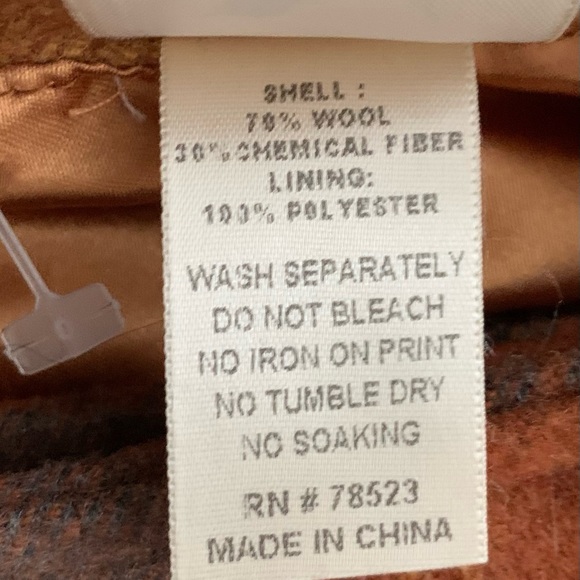 SHELL :
70% WOOL
30% CHEMICAL FIBER
LINING:
100% POLYESTER
WASH SEPARATELY
DO NOT BLEACH
NO IRON ON PRINT
NO TUMBLE DRY
NO SOAKING
RN # 78523
MADE IN CHINA